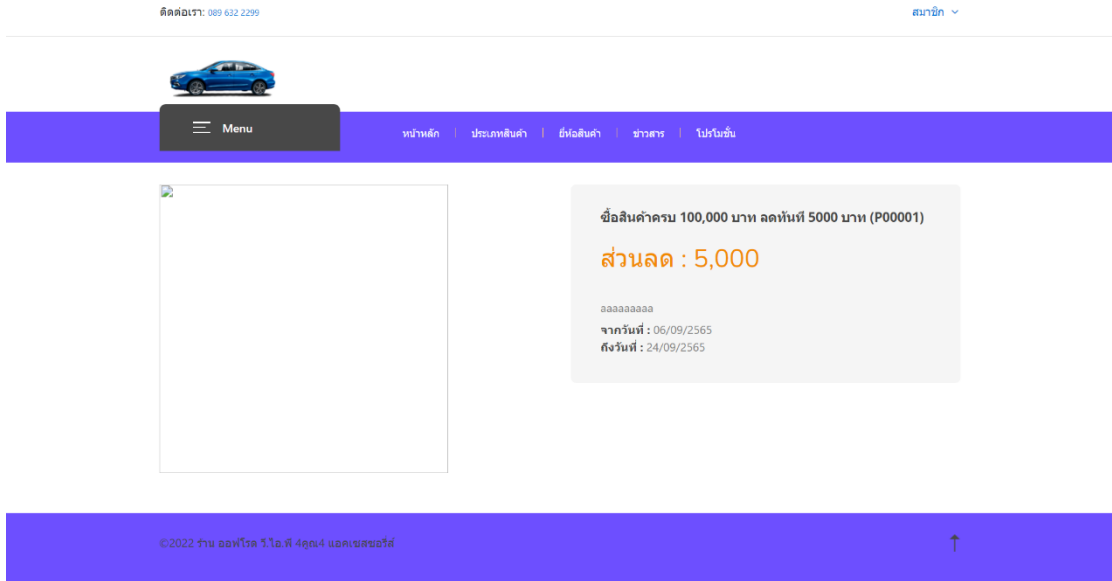 ติดต่อเรา: 089 632 2299
สมาชิก
Menu
หน้าหลัก
ประเภทสินค้า
ยี่ห้อสินค้า
ข่าวสาร
โปรโมชั่น
ซื้อสินค้าครบ 100,000 บาท ลดทันที 5000 บาท (P00001)
ส่วนลด : 5,000
aaaaaaaaa
จากวันที่ : 06/09/2565
ถึงวันที่ : 24/09/2565
©2022 ร้าน ออฟโรด วี.ไอ.พี 4คูณ4 แอคเซสซอรีส์